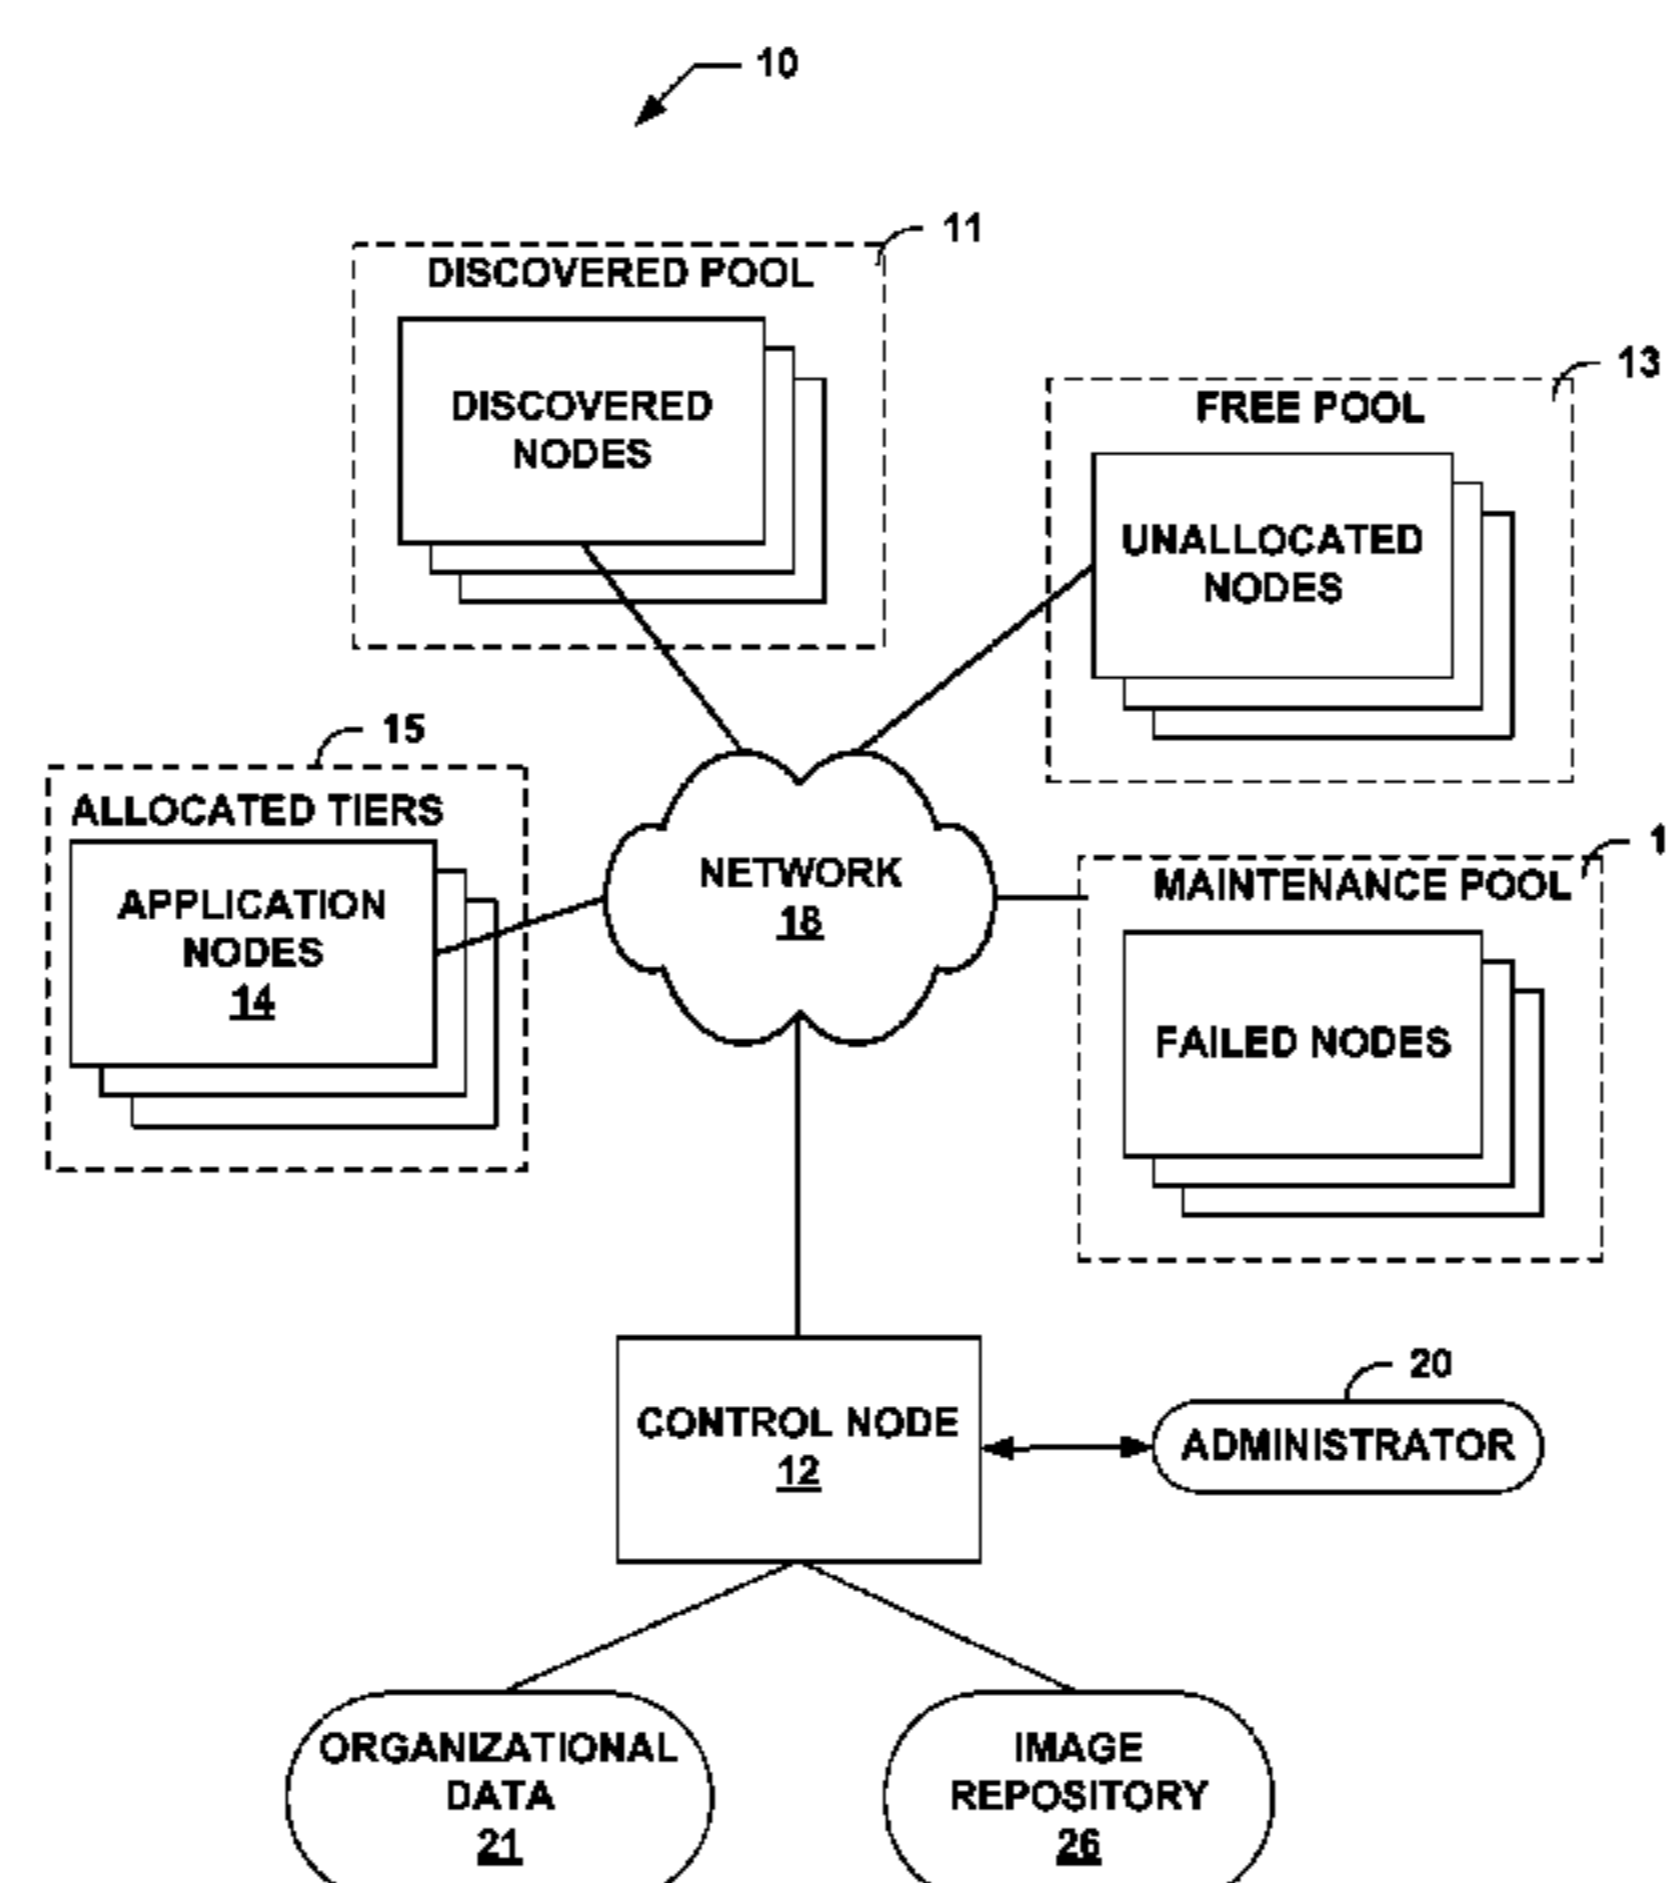 10
11
DISCOVERED POOL
DISCOVERED
NODES
13
FREE POOL
UNALLOCATED
NODES
15
ALLOCATED TIERS
APPLICATION
NODES
14
NETWORK
18
1
MAINTENANCE POOL
FAILED NODES
CONTROL NODE
12
20
ADMINISTRATOR
ORGANIZATIONAL
DATA
21
IMAGE
REPOSITORY
26